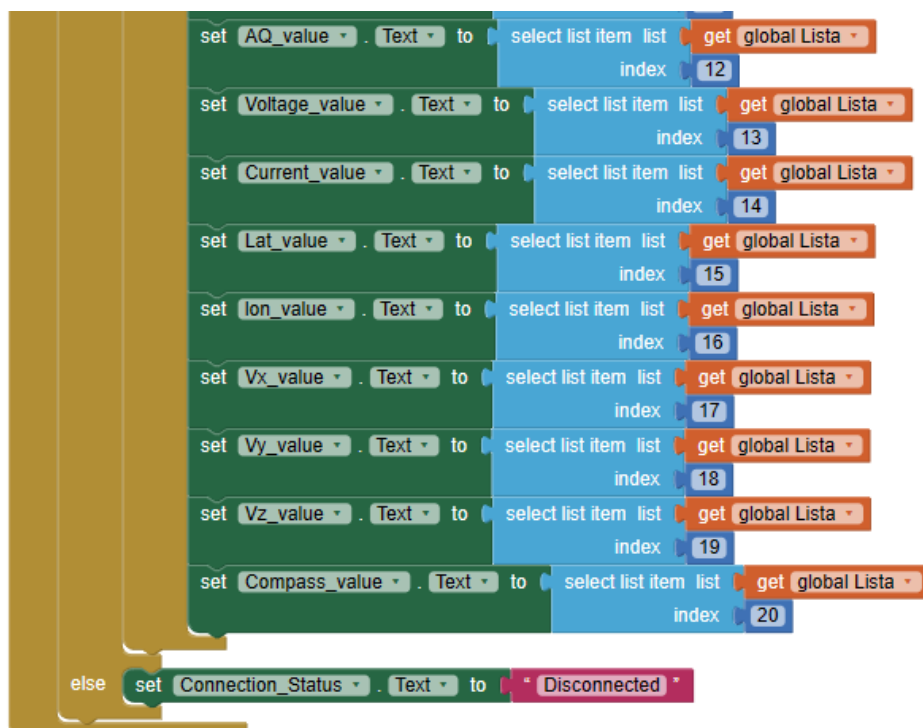 set AQ_value . Text to select list item list get global Lista
index 12
set Voltage_value . Text to select list item list get global Lista
index 13
set Current_value . Text to select list item list get global Lista
index 14
set Lat_value . Text to select list item list get global Lista
index 15
set lon_value . Text to select list item list get global Lista
index 16
set Vx_value . Text to select list item list get global Lista
index 17
set Vy_value . Text to select list item list get global Lista
index 18
set Vz_value . Text to select list item list get global Lista
index 19
set Compass_value . Text to select list item list get global Lista
index 20
else set Connection_Status . Text to " Disconnected "